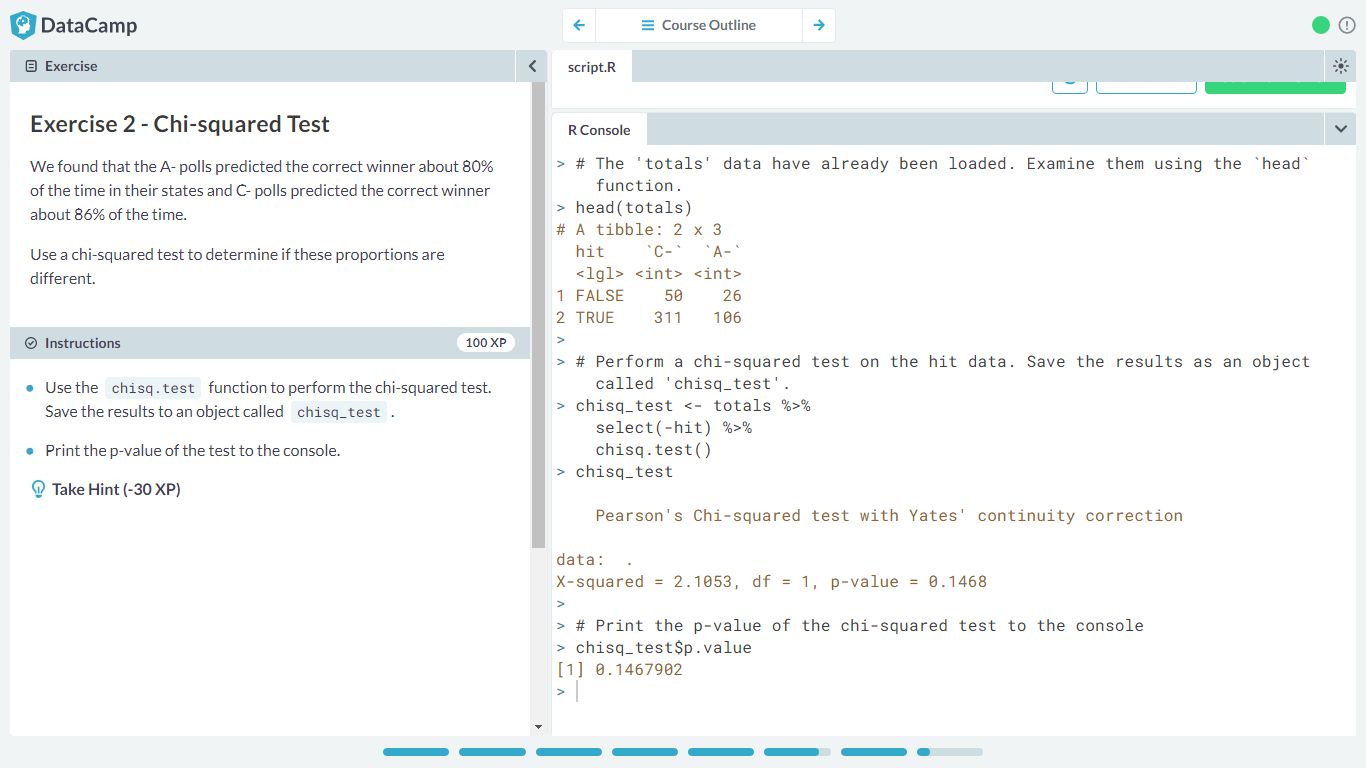 DataCamp
Course Outline
Exercise
Exercise 2 - Chi-squared Test
We found that the A- polls predicted the correct winner about 80%
of the time in their states and C- polls predicted the correct winner
about 86% of the time.
Use a chi-squared test to determine if these proportions are
different.
Instructions
100 XP
Use the chisq.test function to perform the chi-squared test.
Save the results to an object called chisq_test .
Print the p-value of the test to the console.
Take Hint (-30 XP)
script.R
R Console
> # The 'totals' data have already been loaded. Examine them using the `head`
function.
> head(totals)
# A tibble: 2 x 3
hit `C-` `A-`
<lgl> <int> <int>
1 FALSE 50 26
2 TRUE 311 106
>
> # Perform a chi-squared test on the hit data. Save the results as an object
called 'chisq_test'.
> chisq_test <- totals %>%
select(-hit) %>%
chisq.test()
> chisq_test
Pearson's Chi-squared test with Yates' continuity correction
data: .
X-squared = 2.1053, df = 1, p-value = 0.1468
>
> # Print the p-value of the chi-squared test to the console
> chisq_test$p.value
[1] 0.1467902
>